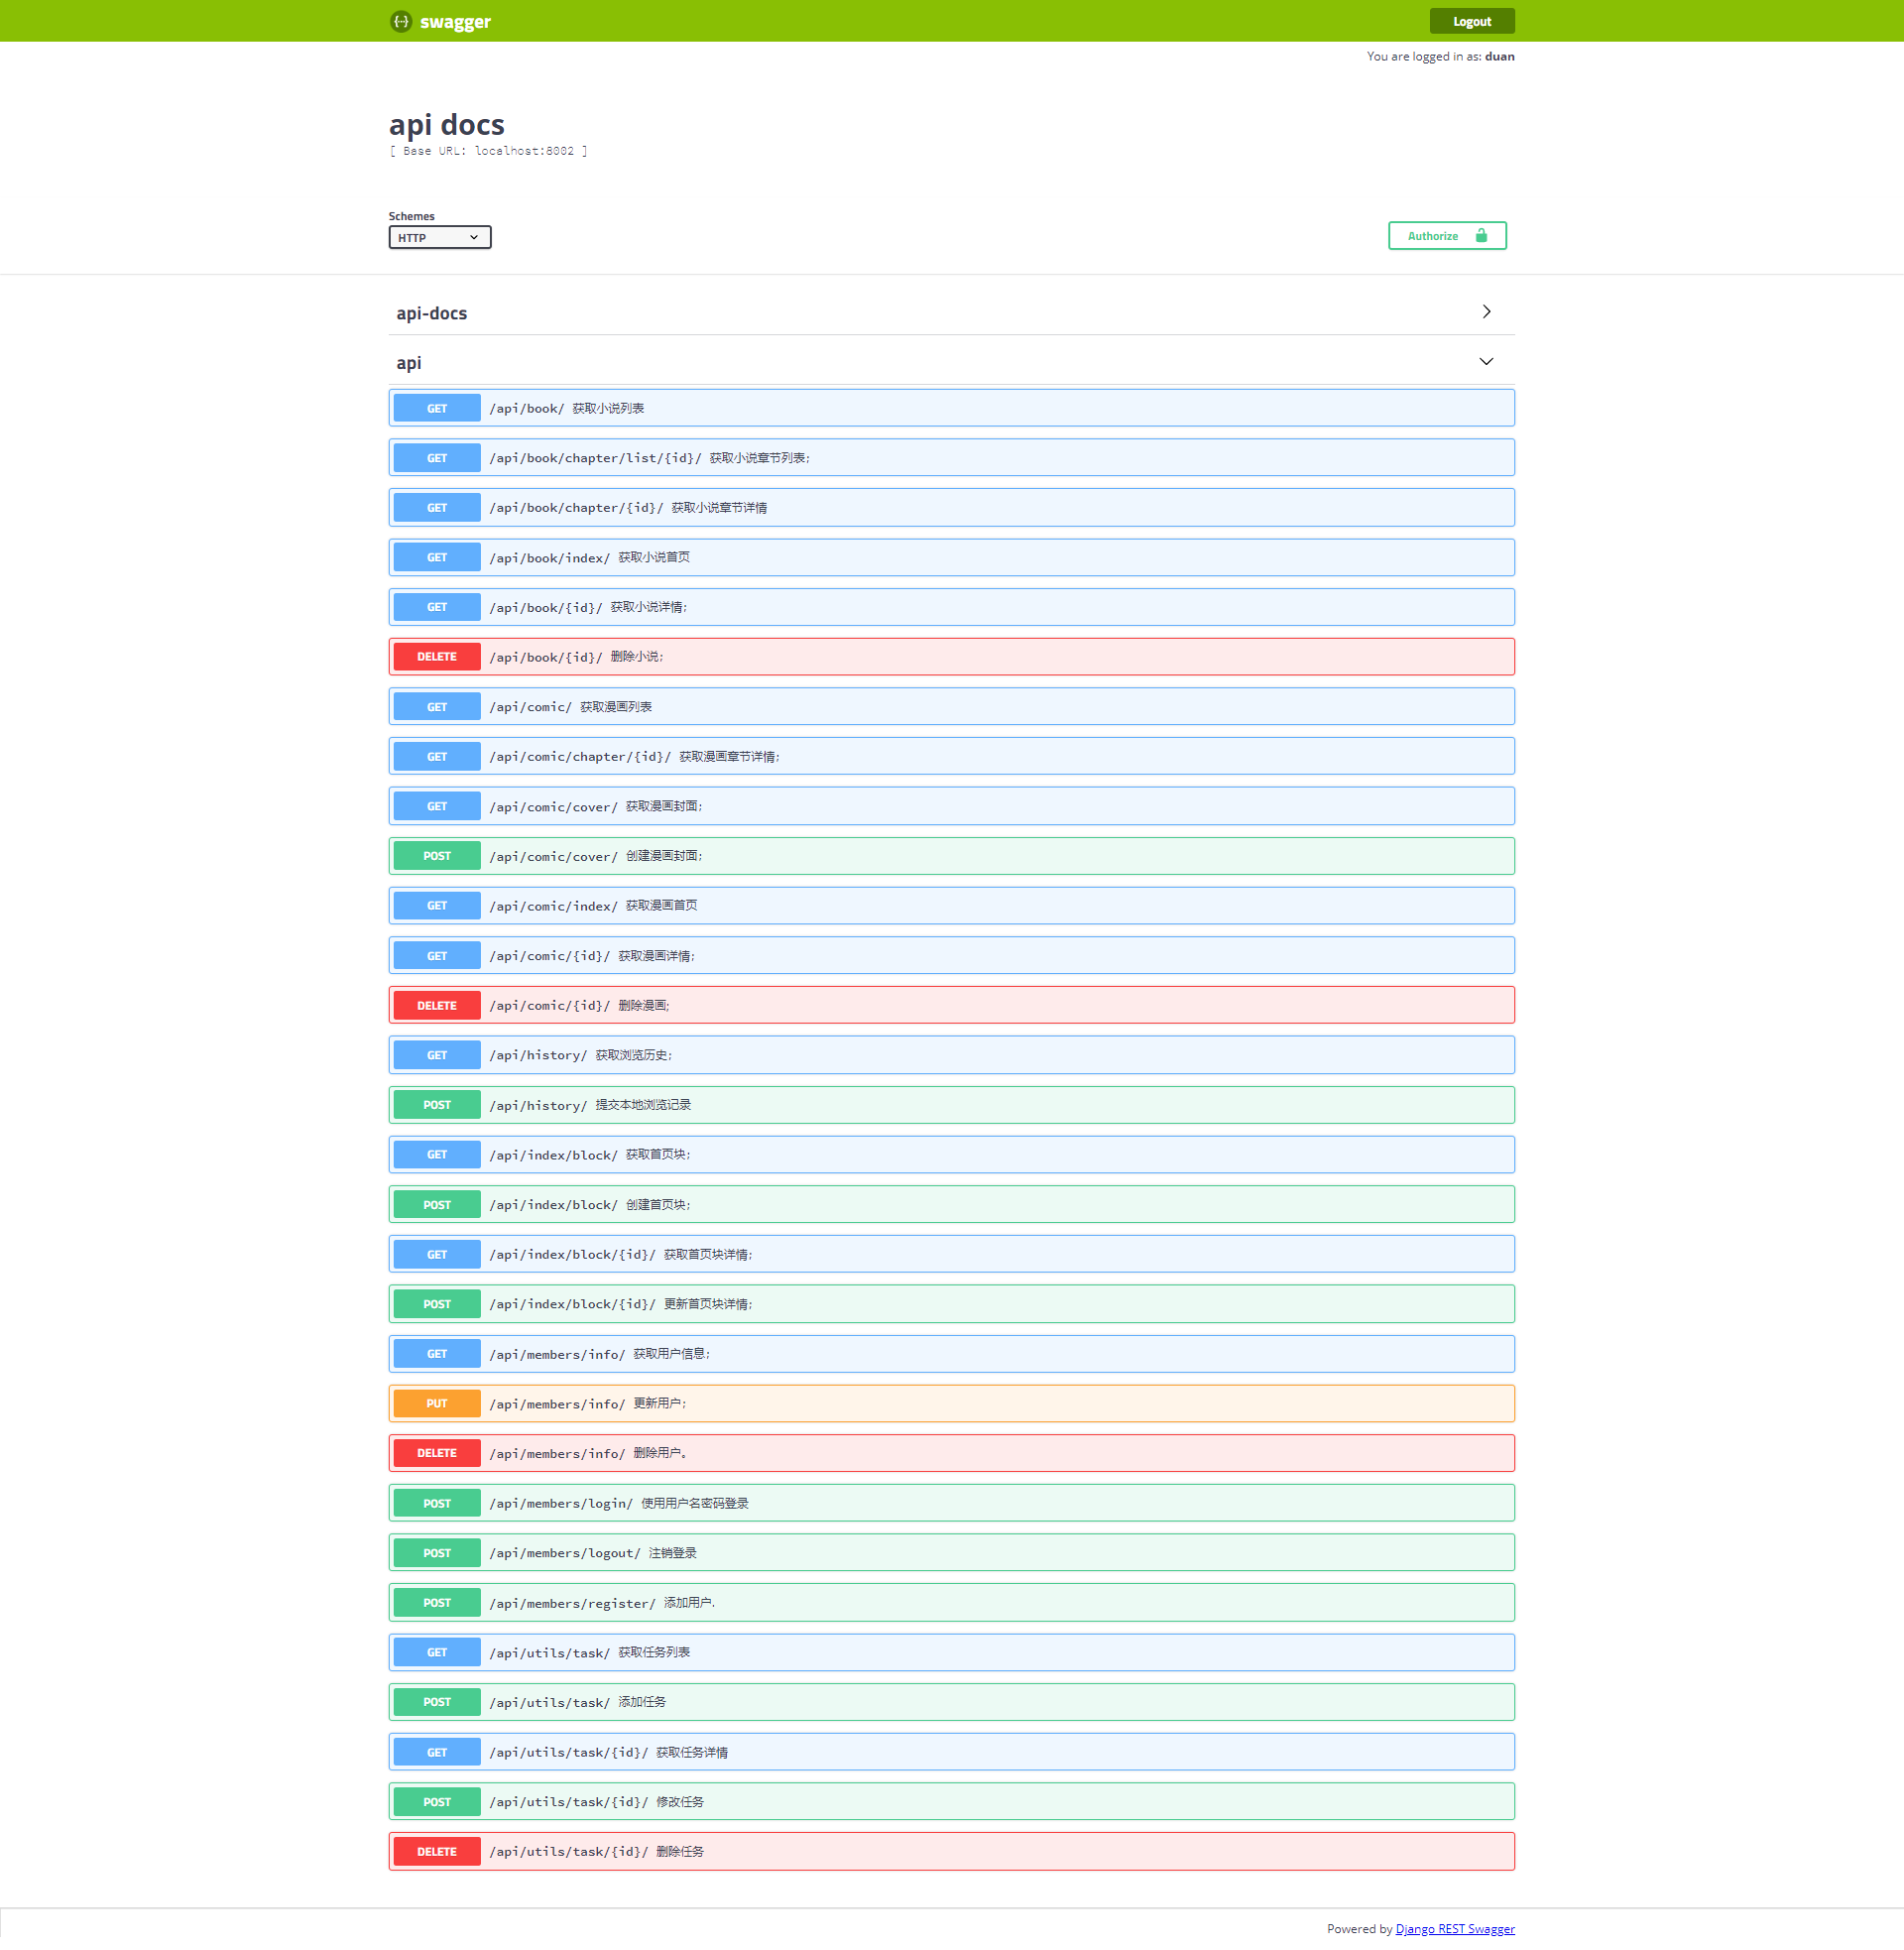 swagger Logout
You are logged in as: duan
api docs
[ Base URL: localhost:8002 ]
Schemes
HTTP
Authorize
api-docs
api
GET /api/book/ 获取小说列表
GET /api/book/chapter/list/{id}/ 获取小说章节列表;
GET /api/book/chapter/{id}/ 获取小说章节详情
GET /api/book/index/ 获取小说首页
GET /api/book/{id}/ 获取小说详情;
DELETE /api/book/{id}/ 删除小说;
GET /api/comic/ 获取漫画列表
GET /api/comic/chapter/{id}/ 获取漫画章节详情;
GET /api/comic/cover/ 获取漫画封面;
POST /api/comic/cover/ 创建漫画封面;
GET /api/comic/index/ 获取漫画首页
GET /api/comic/{id}/ 获取漫画详情;
DELETE /api/comic/{id}/ 删除漫画;
GET /api/history/ 获取浏览历史;
POST /api/history/ 提交本地浏览记录
GET /api/index/block/ 获取首页块;
POST /api/index/block/ 创建首页块;
GET /api/index/block/{id}/ 获取首页块详情;
POST /api/index/block/{id}/ 更新首页块详情;
GET /api/members/info/ 获取用户信息;
PUT /api/members/info/ 更新用户;
DELETE /api/members/info/ 删除用户。
POST /api/members/login/ 使用用户名密码登录
POST /api/members/logout/ 注销登录
POST /api/members/register/ 添加用户.
GET /api/utils/task/ 获取任务列表
POST /api/utils/task/ 添加任务
GET /api/utils/task/{id}/ 获取任务详情
POST /api/utils/task/{id}/ 修改任务
DELETE /api/utils/task/{id}/ 删除任务
Powered by Django REST Swagger